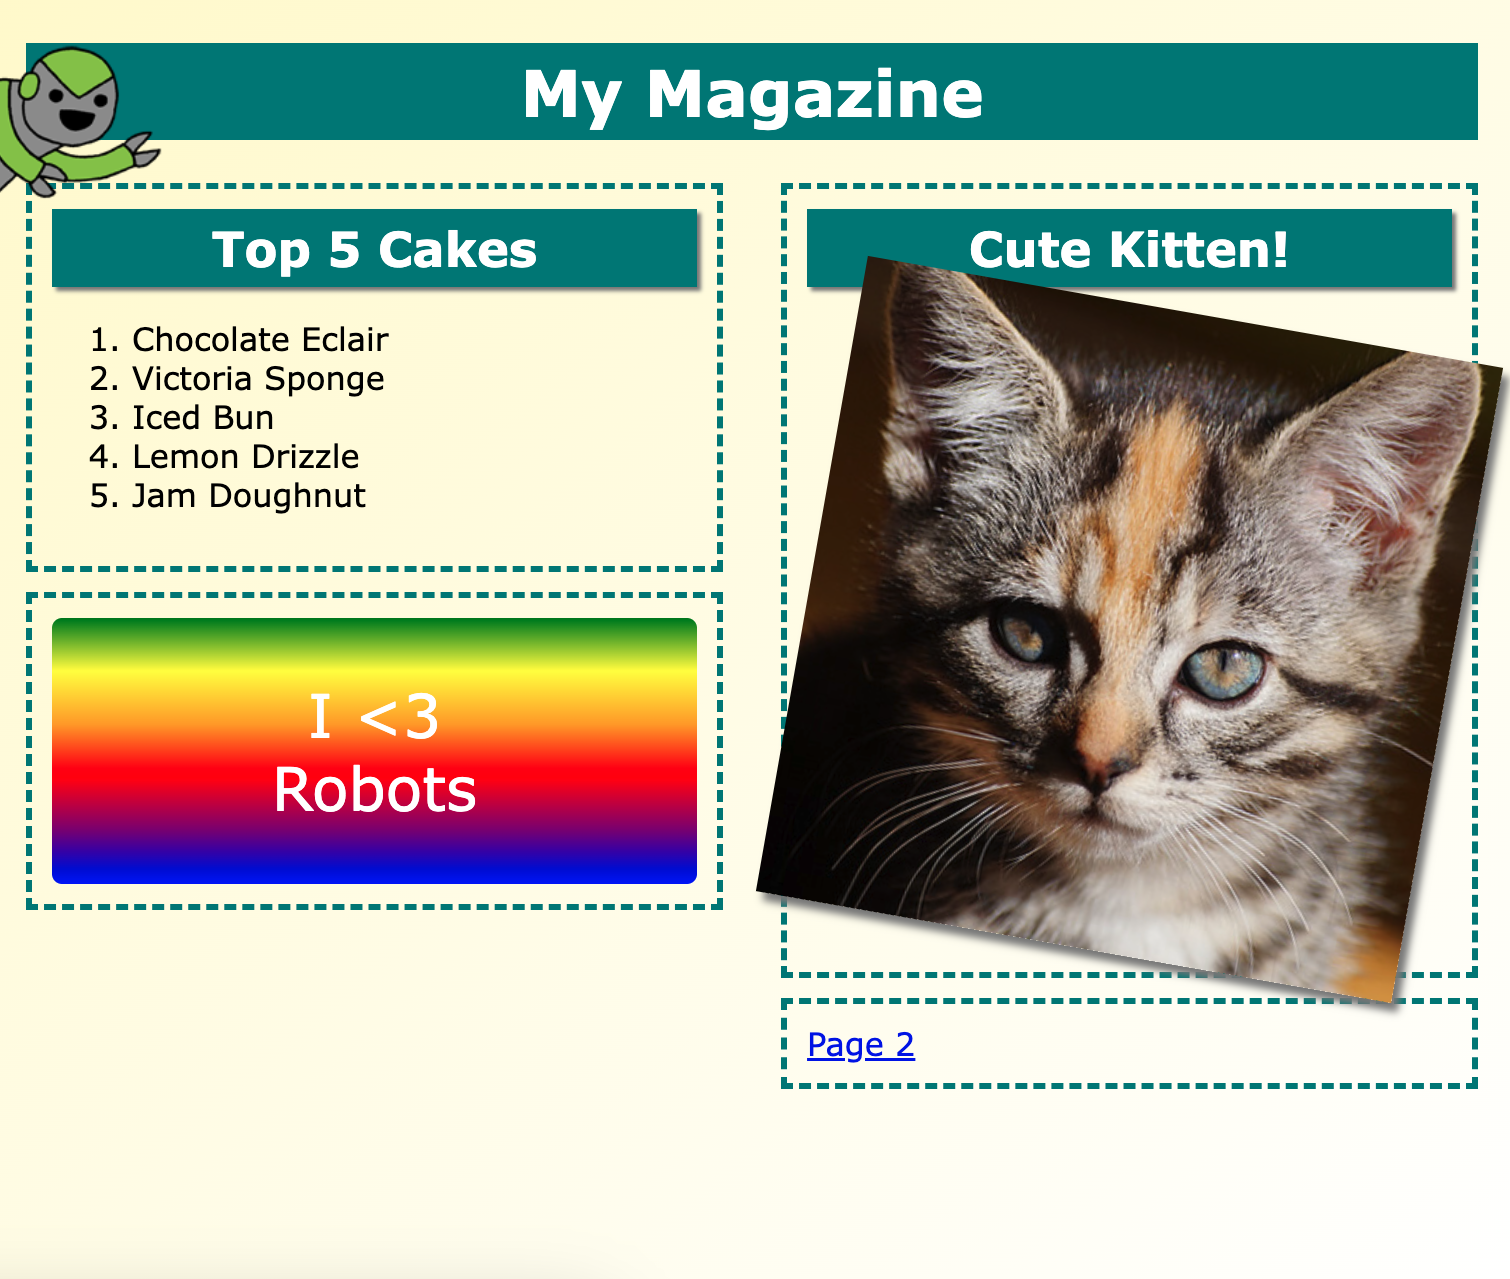 My Magazine
Top 5 Cakes
1. Chocolate Eclair
2. Victoria Sponge
3. Iced Bun
4. Lemon Drizzle
5. Jam Doughnut
I <3
Robots
Cute Kitten!
Page 2